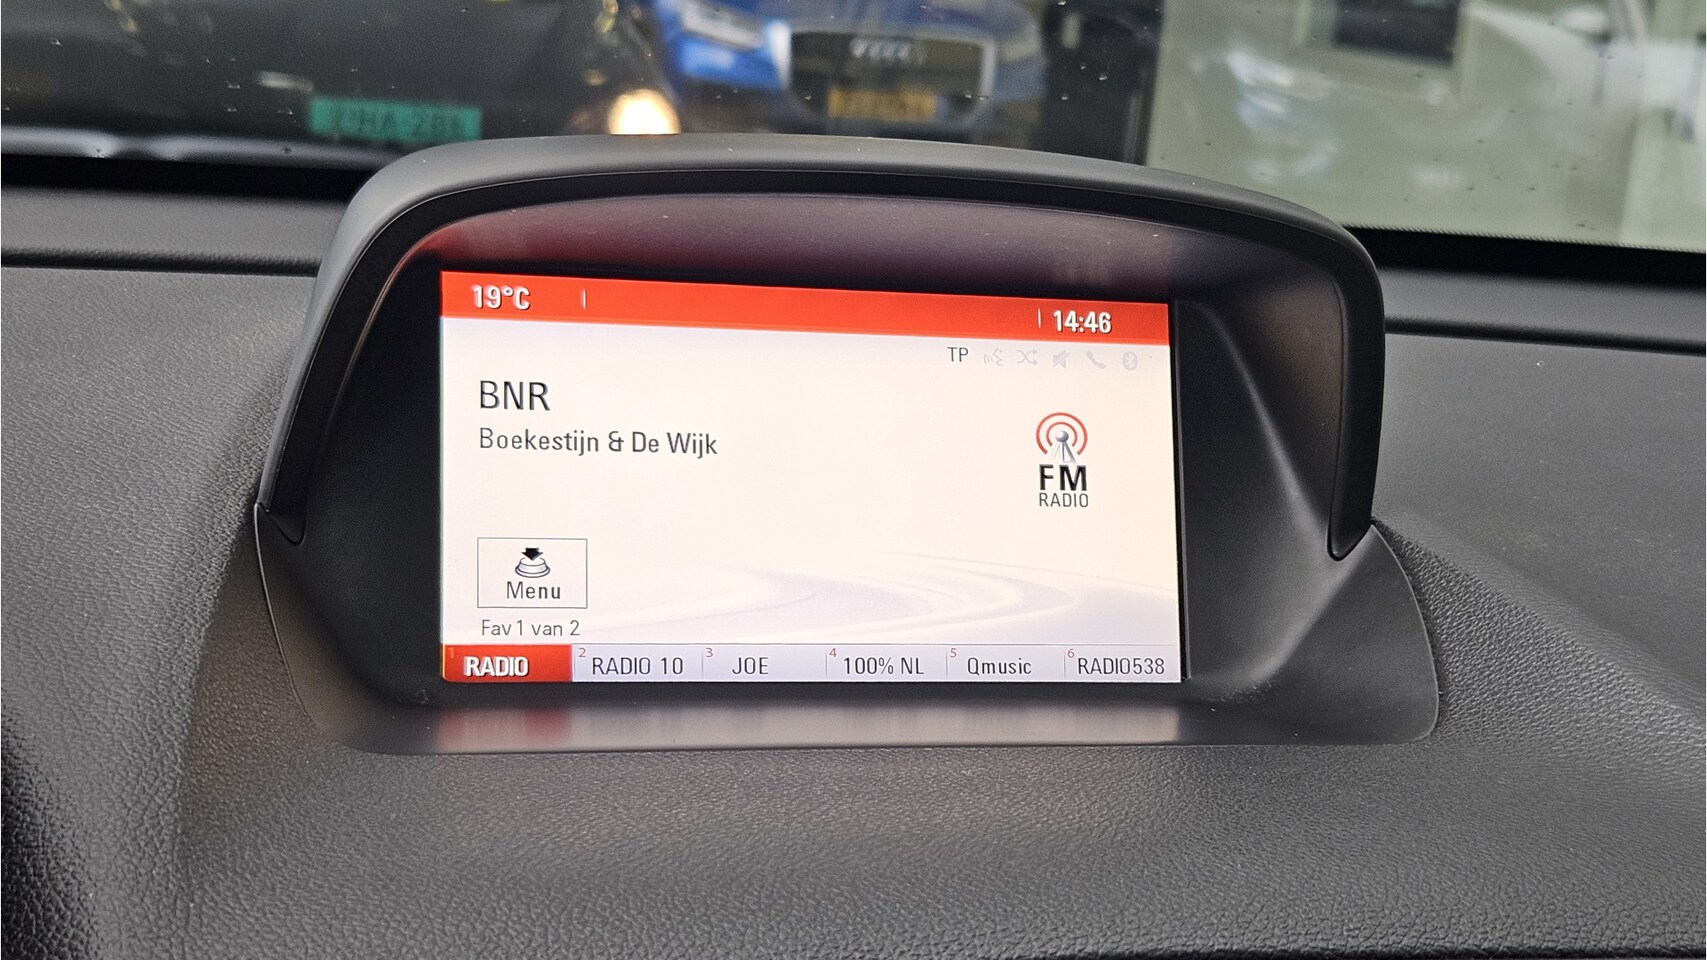 19°C
14:46
TP
BNR
Boekestijn & De Wijk
FM
RADIO
Menu
Fav 1 van 2
1 RADIO
2 RADIO 10
3 JOE
4 100% NL
5 Qmusic
6 RADIO538